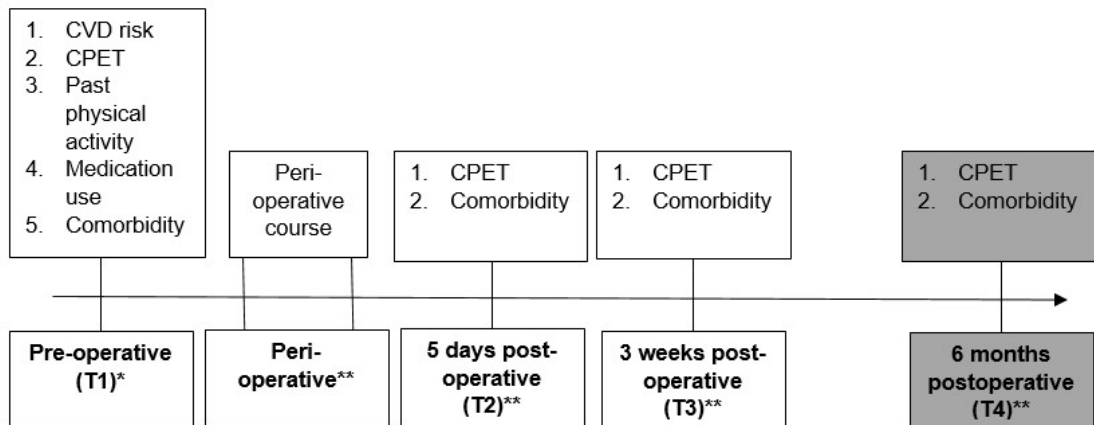 1. CVD risk
2. CPET
3. Past
physical
activity
4. Medication
use
5. Comorbidity
Peri-
operative
course
1. CPET
2. Comorbidity
1. CPET
2. Comorbidity
1. CPET
2. Comorbidity
Pre-operative
(T1)*
Peri-
operative**
5 days post-
operative
(T2)**
3 weeks post-
operative
(T3)**
6 months
postoperative
(T4)**